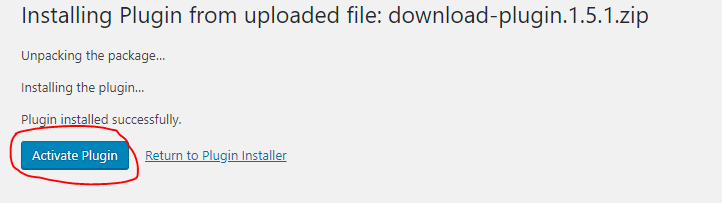 Installing Plugin from uploaded file: download-plugin.1.5.1.zip
Unpacking the package…
Installing the plugin…
Plugin installed successfully.
Activate Plugin Return to Plugin Installer